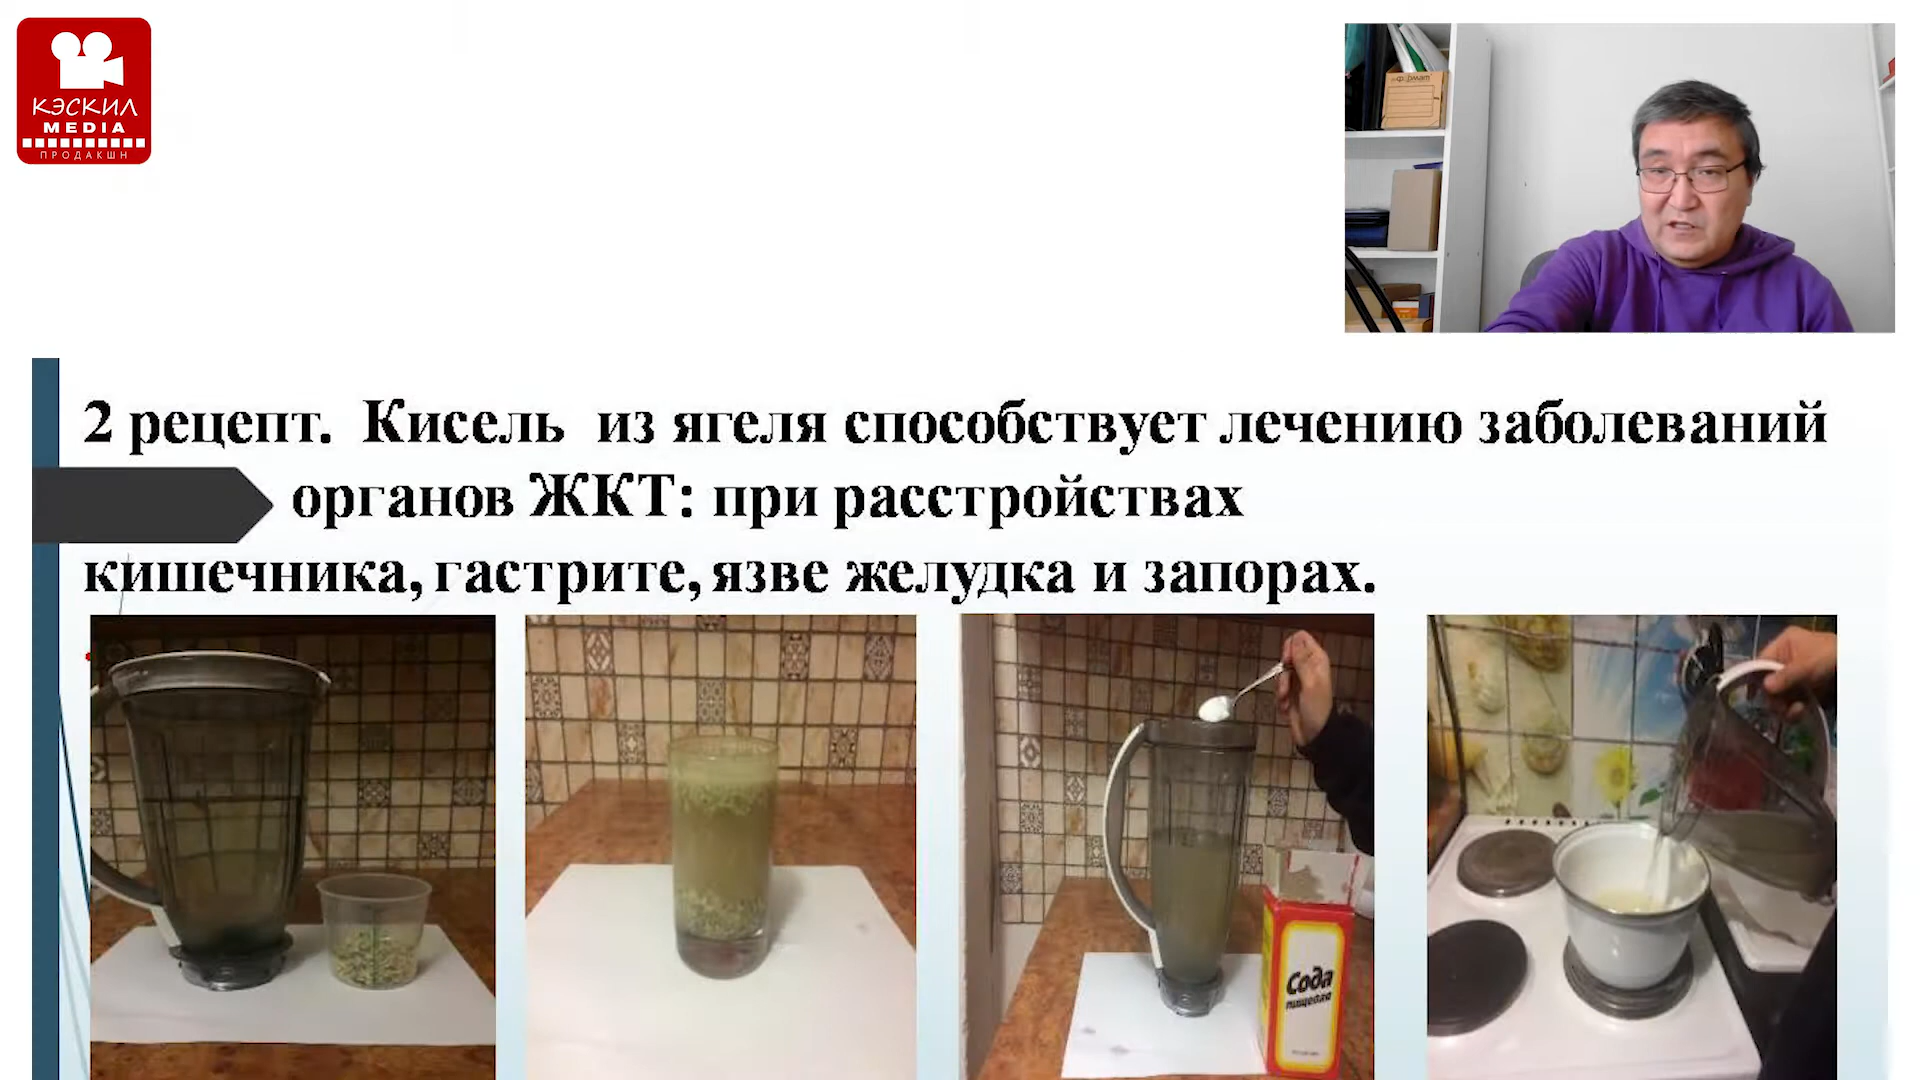 КЭСКИЛ
MEDIA
ПРОДАКШН
2 рецепт. Кисель из ягеля способствует лечению заболеваний
органов ЖКТ: при расстройствах
кишечника, гастрите, язве желудка и запорах.
Сода
пищевая